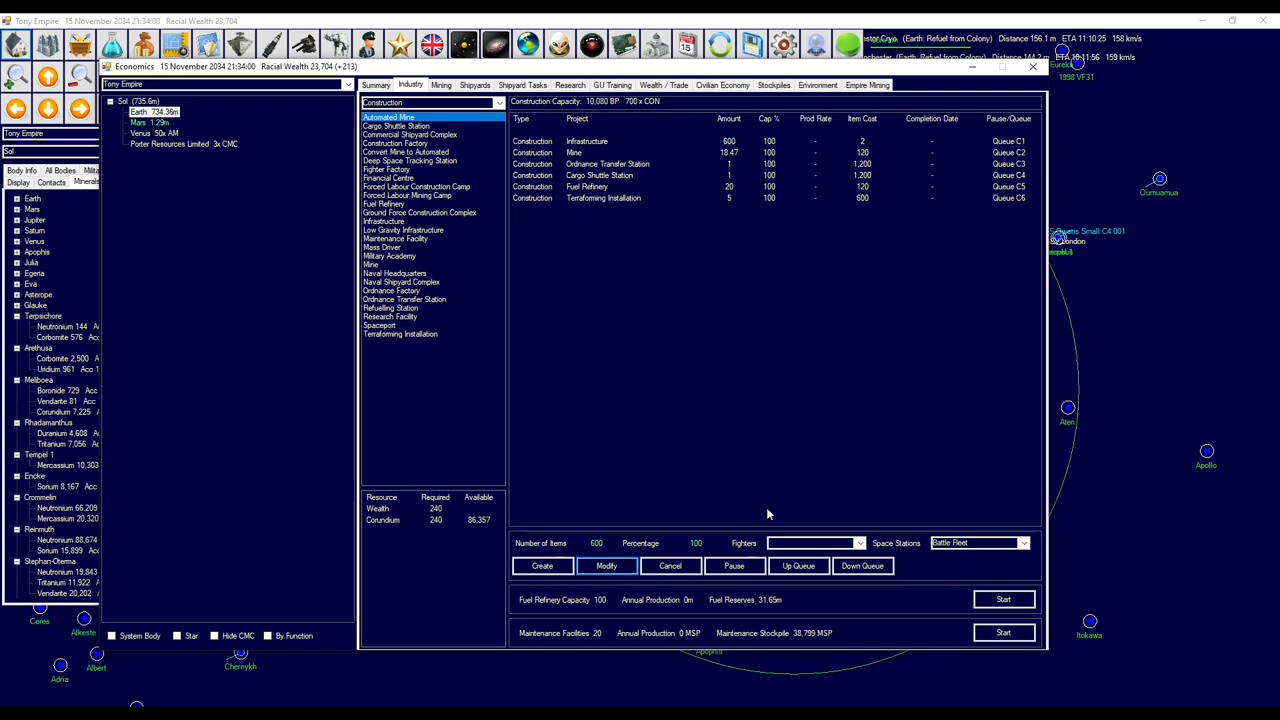 Tony Empire 15 November 2034 21:34:00 Racial Wealth 23,704
(Earth: Refuel from Colony) Distance 156.1 m ETA 11:10:25 158 km/s
Economics 15 November 2034 21:34:00 Racial Wealth 23,704 (+213)
159 km/s
Eureka
1998 VF31
Tony Empire
Summary Industry Mining Shipyards Shipyard Tasks Research GU Training Wealth / Trade Civilian Economy Stockpiles Environment Empire Mining
Sol (735.6m)
Earth 734.36m
Mars 1.29m
Venus 50x AM
Porter Resources Limited 3x CMC
Construction
Construction Capacity: 10,080 BP 700 x CON
Automated Mine
Cargo Shuttle Station
Commercial Shipyard Complex
Construction Factory
Convert Mine to Automated
Deep Space Tracking Station
Fighter Factory
Financial Centre
Forced Labour Construction Camp
Forced Labour Mining Camp
Fuel Refinery
Ground Force Construction Complex
Infrastructure
Low Gravity Infrastructure
Maintenance Facility
Mass Driver
Military Academy
Mine
Naval Headquarters
Naval Shipyard Complex
Ordnance Factory
Ordnance Transfer Station
Refuelling Station
Research Facility
Spaceport
Terraforming Installation
Type Project Amount Cap % Prod Rate Item Cost Completion Date Pause/Queue
Construction Infrastructure 600 100 - 2 - Queue C1
Construction Mine 18.47 100 - 120 - Queue C2
Construction Ordnance Transfer Station 1 100 - 1,200 - Queue C3
Construction Cargo Shuttle Station 1 100 - 1,200 - Queue C4
Construction Fuel Refinery 20 100 - 120 - Queue C5
Construction Terraforming Installation 5 100 - 600 - Queue C6
Resource Required Available
Wealth 240
Corundium 240 86,357
Number of Items 600 Percentage 100 Fighters Space Stations Battle Fleet
Create Modify Cancel Pause Up Queue Down Queue
Fuel Refinery Capacity 100 Annual Production 0m Fuel Reserves 31.65m Start
Maintenance Facilities 20 Annual Production 0 MSP Maintenance Stockpile 38,799 MSP Start
System Body Star Hide CMC By Function
Tony Empire
Sol
Body Info All Bodies
Display Contacts Minerals
Earth
Mars
Jupiter
Saturn
Venus
Apophis
Julia
Egeria
Eva
Asterope
Glauke
Terpsichore
Neutronium 144
Corbomite 576 Acc
Arethusa
Corbomite 2,500
Uridium 961 Acc
Meliboea
Boronide 729 Acc
Vendarite 81 Acc
Corundium 7,225
Rhadamanthus
Duranium 4,608
Tritanium 7,056
Tempel 1
Mercassium 10,303
Encke
Sorium 8,167 Acc
Crommelin
Neutronium 66,209
Mercassium 20,320
Reinmuth
Neutronium 88,674
Sorium 15,899 Acc
Stephan-Oterma
Neutronium 19,843
Tritanium 11,922
Vendarite 20,202
Oumuamua
Small C4 001
London
Aten
Apollo
Itokawa
Apophis
Ceres
Alkeste
Albert
Adria
Chernykh